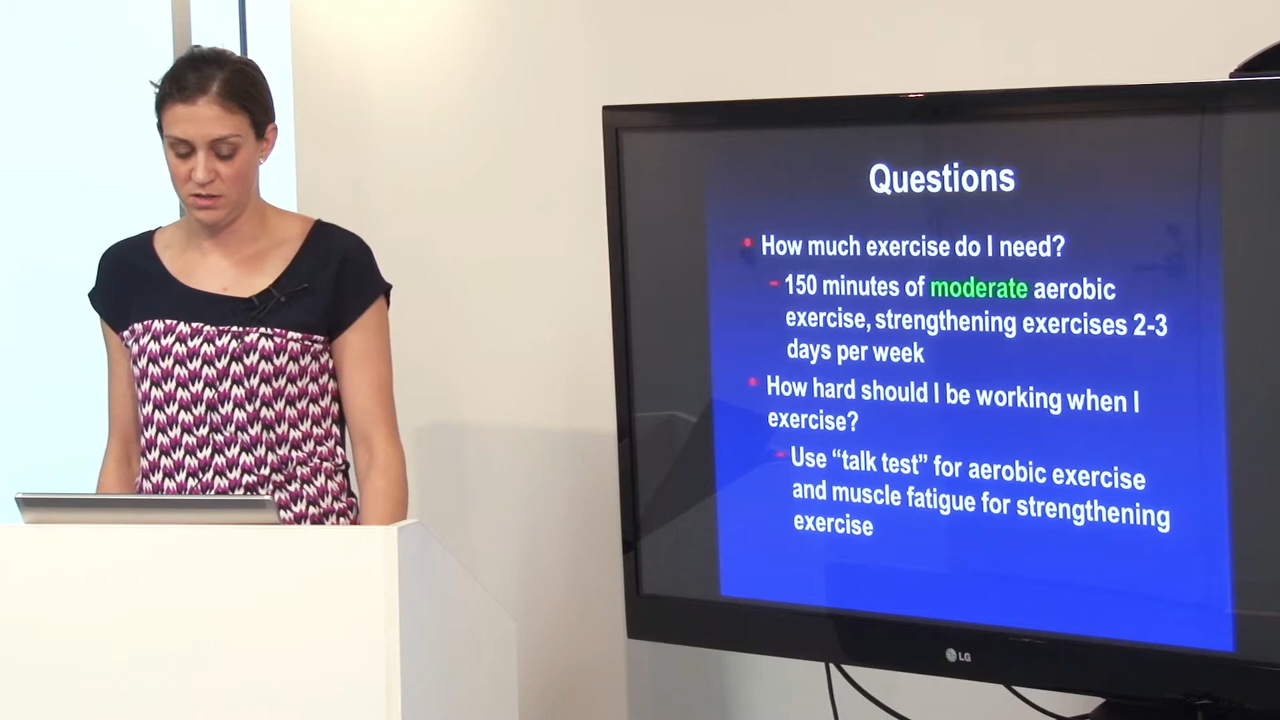 Questions
• How much exercise do I need?
- 150 minutes of moderate aerobic
exercise, strengthening exercises 2-3
days per week
• How hard should I be working when I
exercise?
- Use “talk test” for aerobic exercise
and muscle fatigue for strengthening
exercise
LG